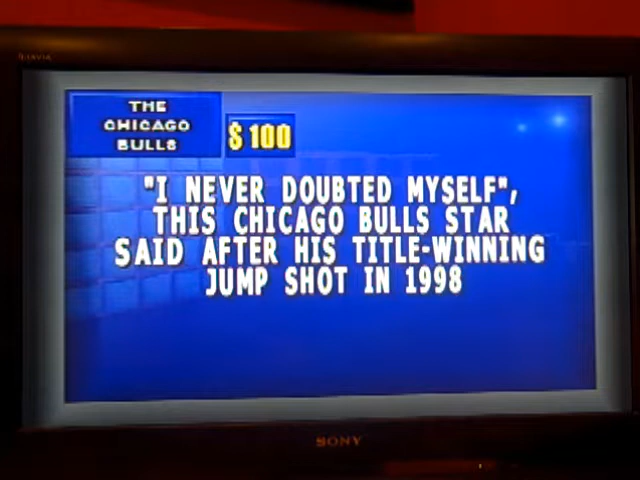 BRAVIA
THE
CHICAGO
BULLS
$100
"I NEVER DOUBTED MYSELF",
THIS CHICAGO BULLS STAR
SAID AFTER HIS TITLE-WINNING
JUMP SHOT IN 1998
SONY